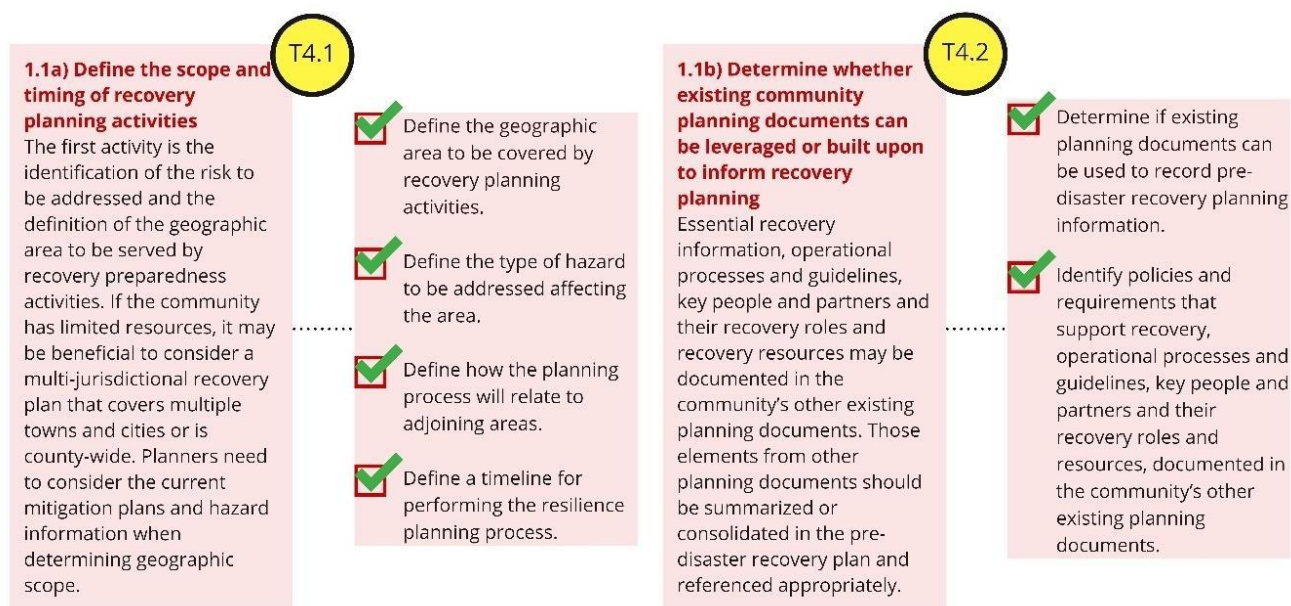 T4.1
1.1a) Define the scope and
timing of recovery
planning activities
The first activity is the
identification of the risk to
be addressed and the
definition of the geographic
area to be served by
recovery preparedness
activities. If the community
has limited resources, it may
be beneficial to consider a
multi-jurisdictional recovery
plan that covers multiple
towns and cities or is
county-wide. Planners need
to consider the current
mitigation plans and hazard
information when
determining geographic
scope.
Define the geographic
area to be covered by
recovery planning
activities.
Define the type of hazard
to be addressed affecting
the area.
Define how the planning
process will relate to
adjoining areas.
Define a timeline for
performing the resilience
planning process.
T4.2
1.1b) Determine whether
existing community
planning documents can
be leveraged or built upon
to inform recovery
planning
Essential recovery
information, operational
processes and guidelines,
key people and partners and
their recovery roles and
recovery resources may be
documented in the
community’s other existing
planning documents. Those
elements from other
planning documents should
be summarized or
consolidated in the pre-
disaster recovery plan and
referenced appropriately.
Determine if existing
planning documents can
be used to record pre-
disaster recovery planning
information.
Identify policies and
requirements that
support recovery,
operational processes and
guidelines, key people and
partners and their
recovery roles and
resources, documented in
the community’s other
existing planning
documents.